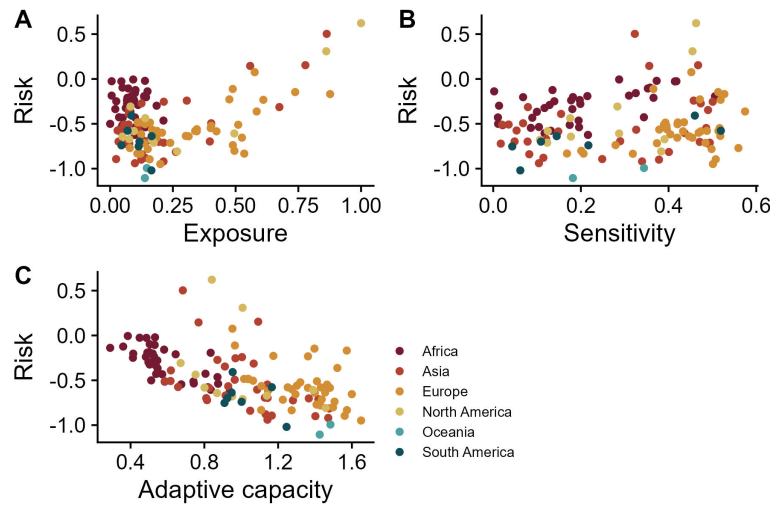 A
B
Risk
0.5
0.0
-0.5
-1.0
0.00
0.25
0.50
0.75
1.00
Exposure
Risk
0.5
0.0
-0.5
-1.0
0.0
0.2
0.4
0.6
Sensitivity
C
Risk
0.5
0.0
-0.5
-1.0
0.4
0.8
1.2
1.6
Adaptive capacity
Africa
Asia
Europe
North America
Oceania
South America